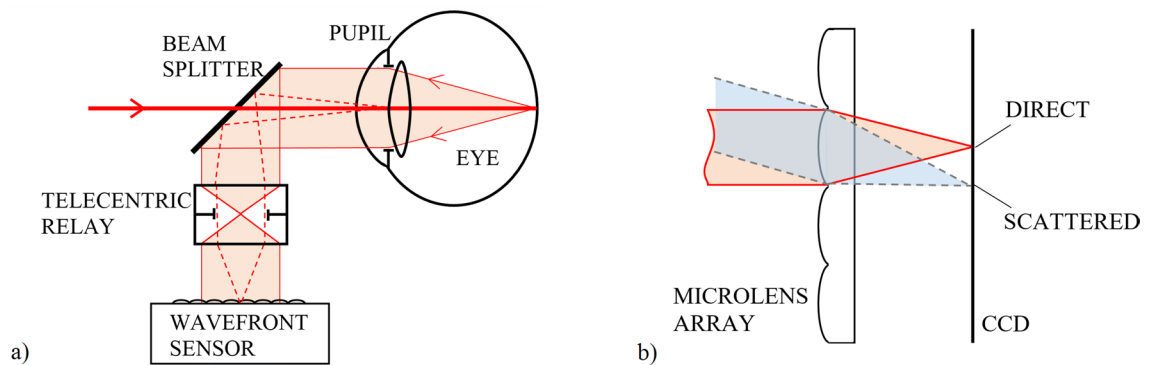 BEAM
SPLITTER
PUPIL
EYE
TELECENTRIC
RELAY
WAVEFRONT
SENSOR
a)
DIRECT
SCATTERED
MICROLENS
ARRAY
CCD
b)